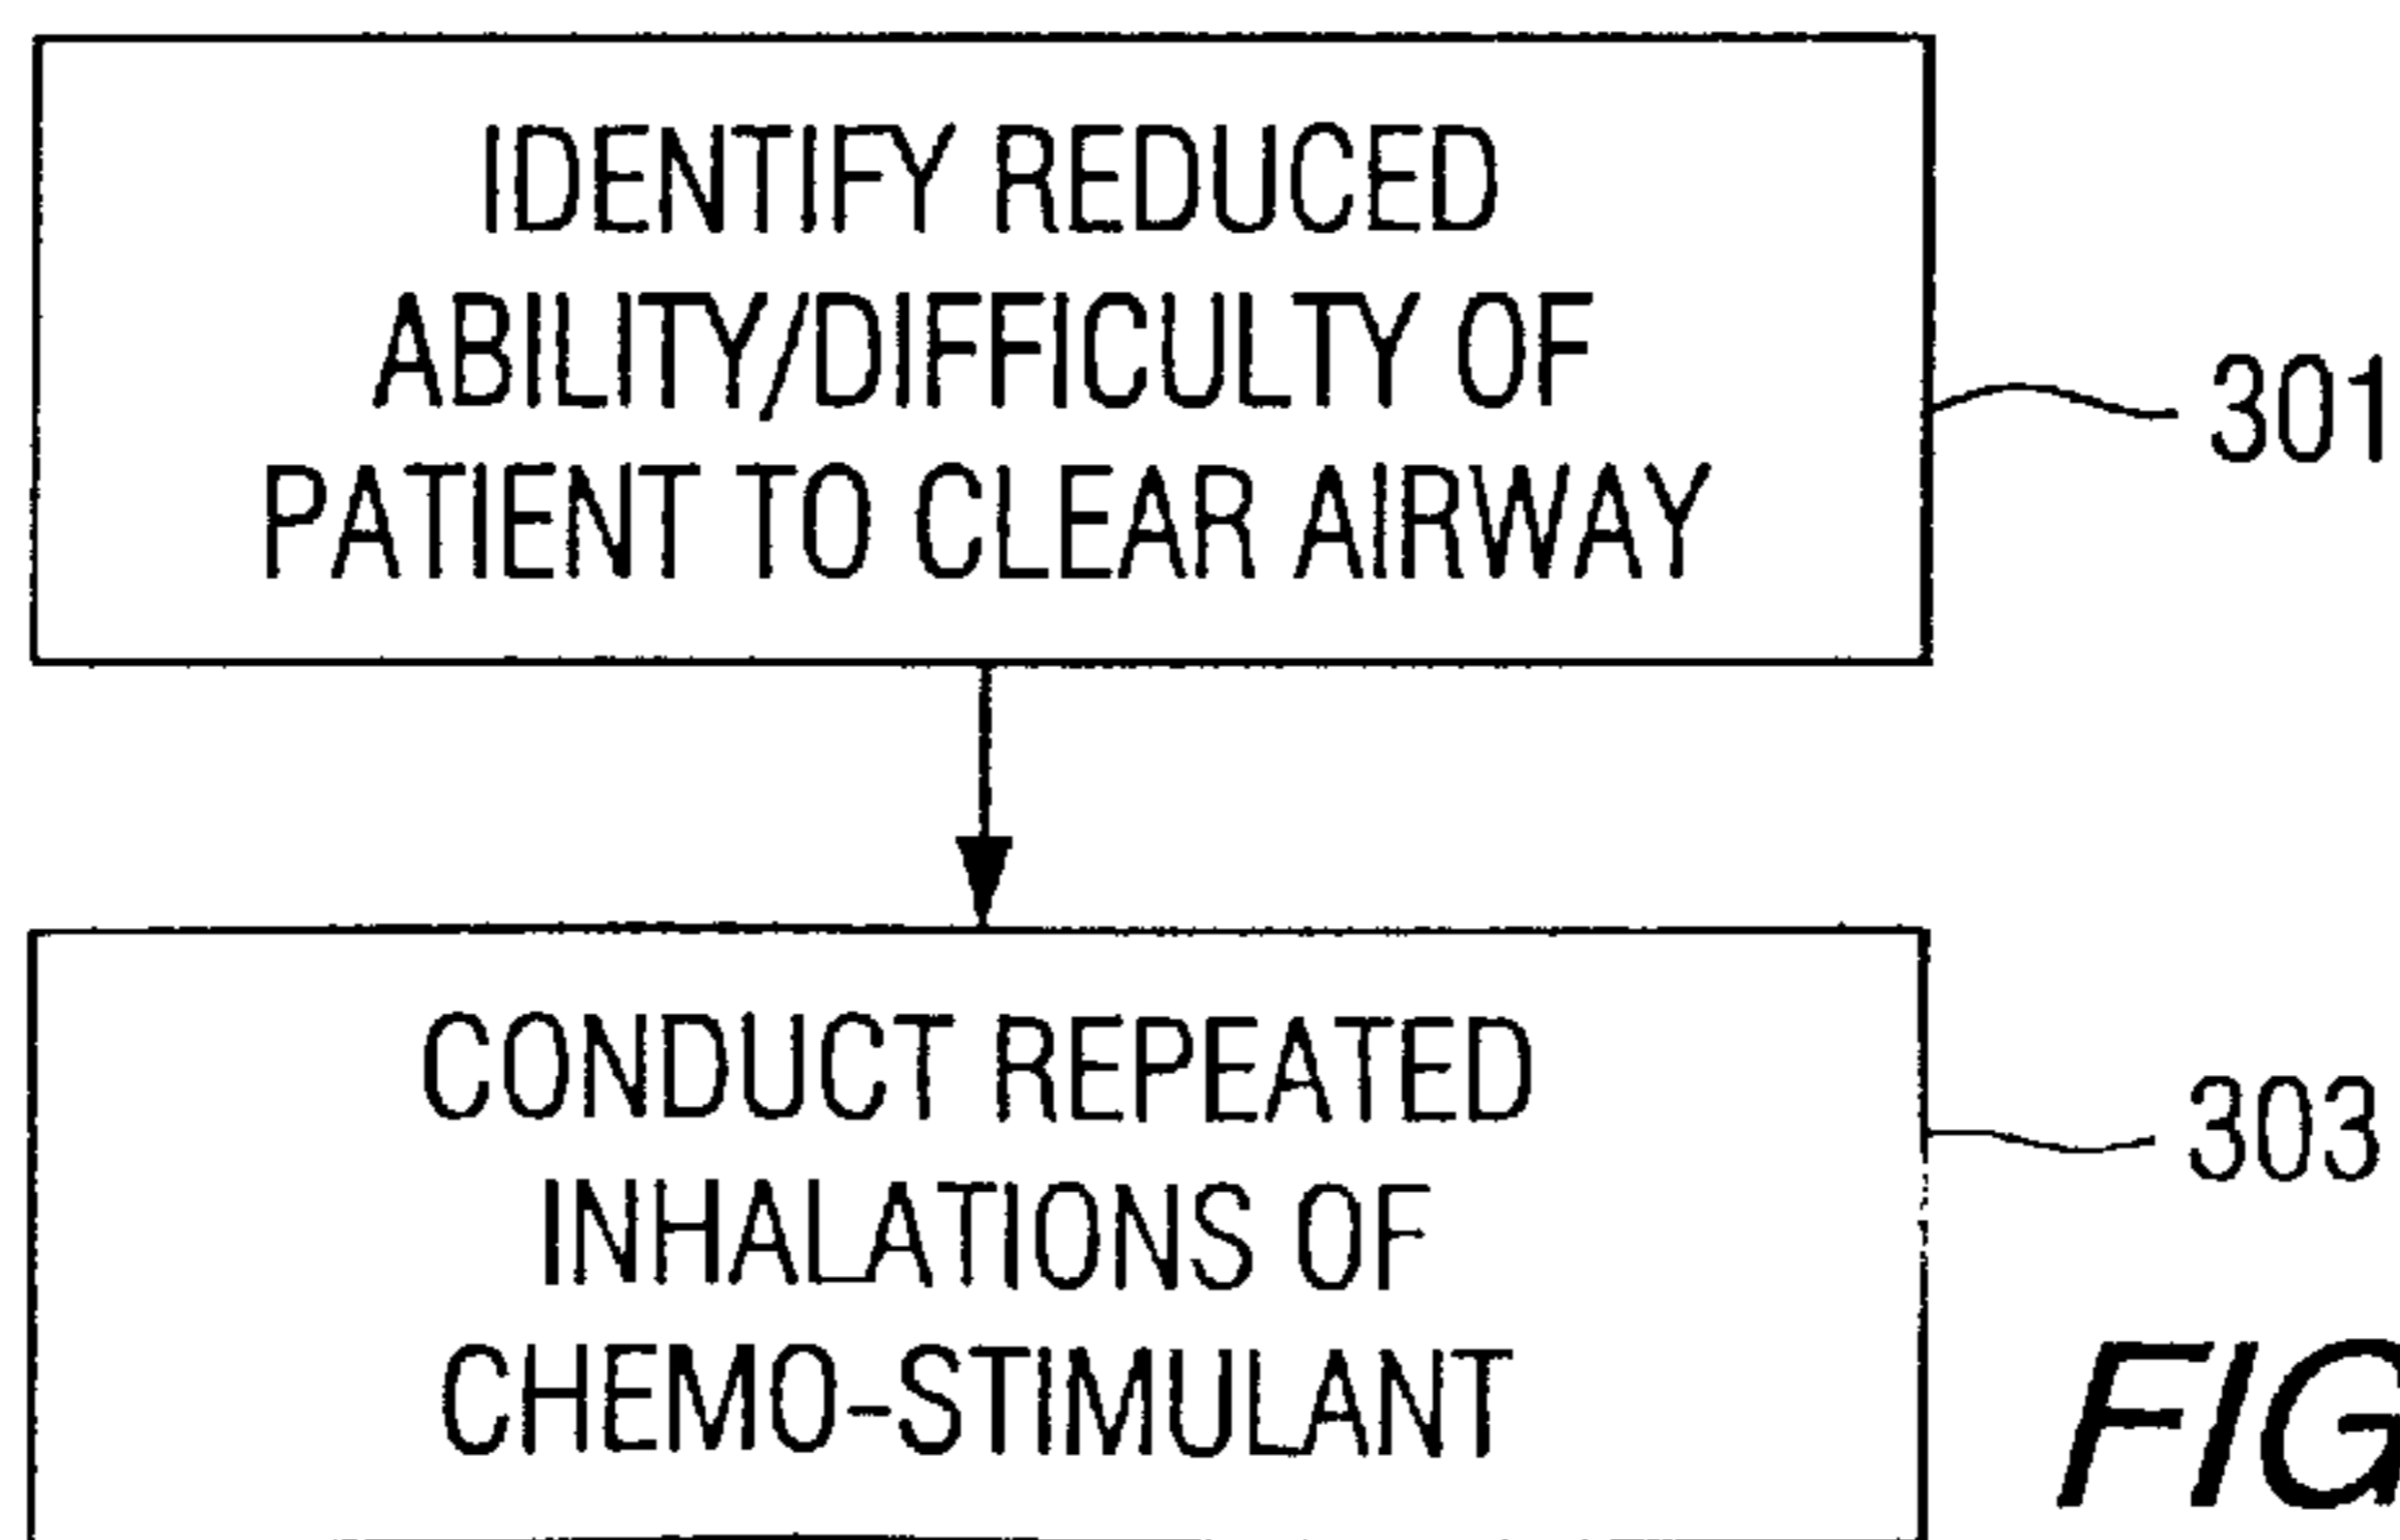 IDENTIFY REDUCED
ABILITY/DIFFICULTY OF
PATIENT TO CLEAR AIRWAY
301
CONDUCT REPEATED
INHALATIONS OF
CHEMO-STIMULANT
303
FIG